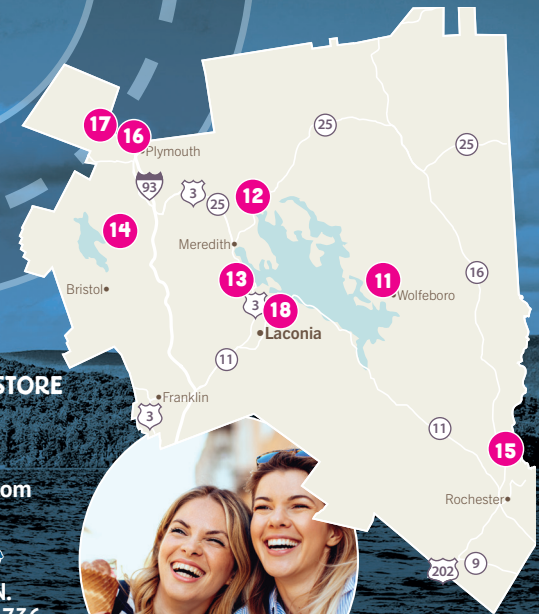 17
16
Plymouth
25
25
93
3
25
12
14
Meredith
16
13
11
Bristol
Wolfeboro
3
18
Laconia
11
STORE
Franklin
3
11
15
om
Rochester
N.
202
9